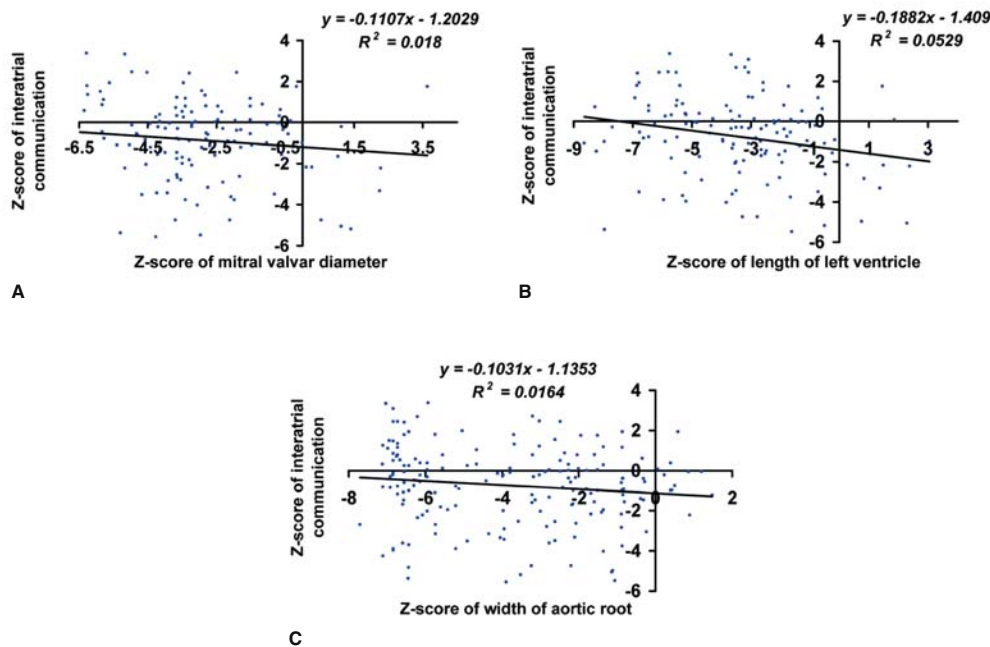 y = -0.1107x - 1.2029
R² = 0.018
4
2
0
-2
-4
-6
-6.5 -4.5 -2.5 -0.5 1.5 3.5
Z-score of interatrial
communication
Z-score of mitral valvar diameter
A
y = -0.1882x - 1.409
R² = 0.0529
4
2
0
-2
-4
-6
-9 -7 -5 -3 -1 1 3
Z-score of interatrial
communication
Z-score of length of left ventricle
B
y = -0.1031x - 1.1353
R² = 0.0164
4
2
0
-2
-4
-6
-8 -6 -4 -2 0 2
Z-score of interatrial
communication
Z-score of width of aortic root
C